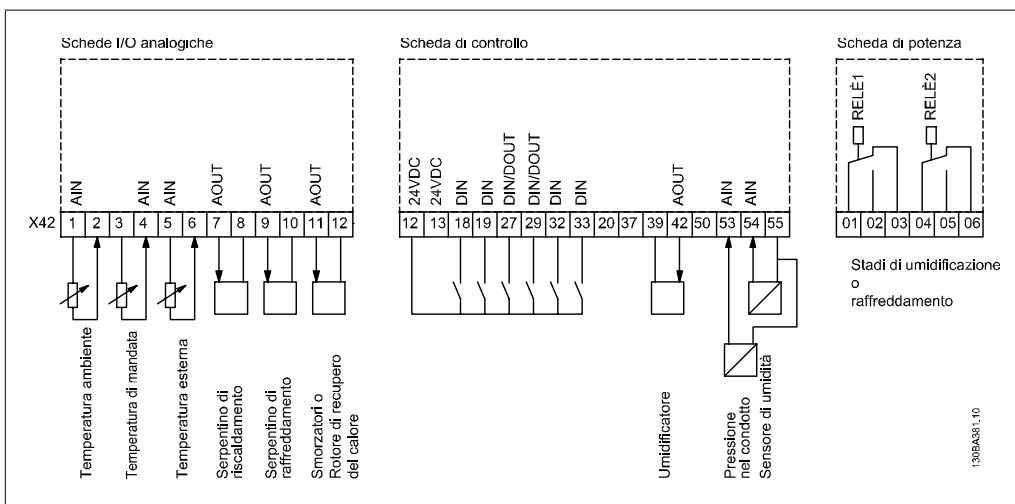 Schede I/O analogiche
Scheda di controllo
Scheda di potenza
RELÈ1
RELÈ2
AIN
AIN
AIN
AOUT
AOUT
AOUT
24VDC
24VDC
DIN
DIN
DIN/DOUT
DIN/DOUT
DIN
DIN
AOUT
AIN
AIN
X42
1 2 3 4 5 6 7 8 9 10 11 12
12 13 18 19 27 29 32 33 20 37 39 42 50 53 54 55
01 02 03 04 05 06
Temperatura ambiente
Temperatura di mandata
Temperatura esterna
Serpentino di
riscaldamento
Serpentino di
raffreddamento
Smorzatori o
Rotore di recupero
del calore
Umidificatore
Pressione
nel condotto
Sensore di umidità
Stadi di umidificazione
o
raffreddamento
130BA381.10